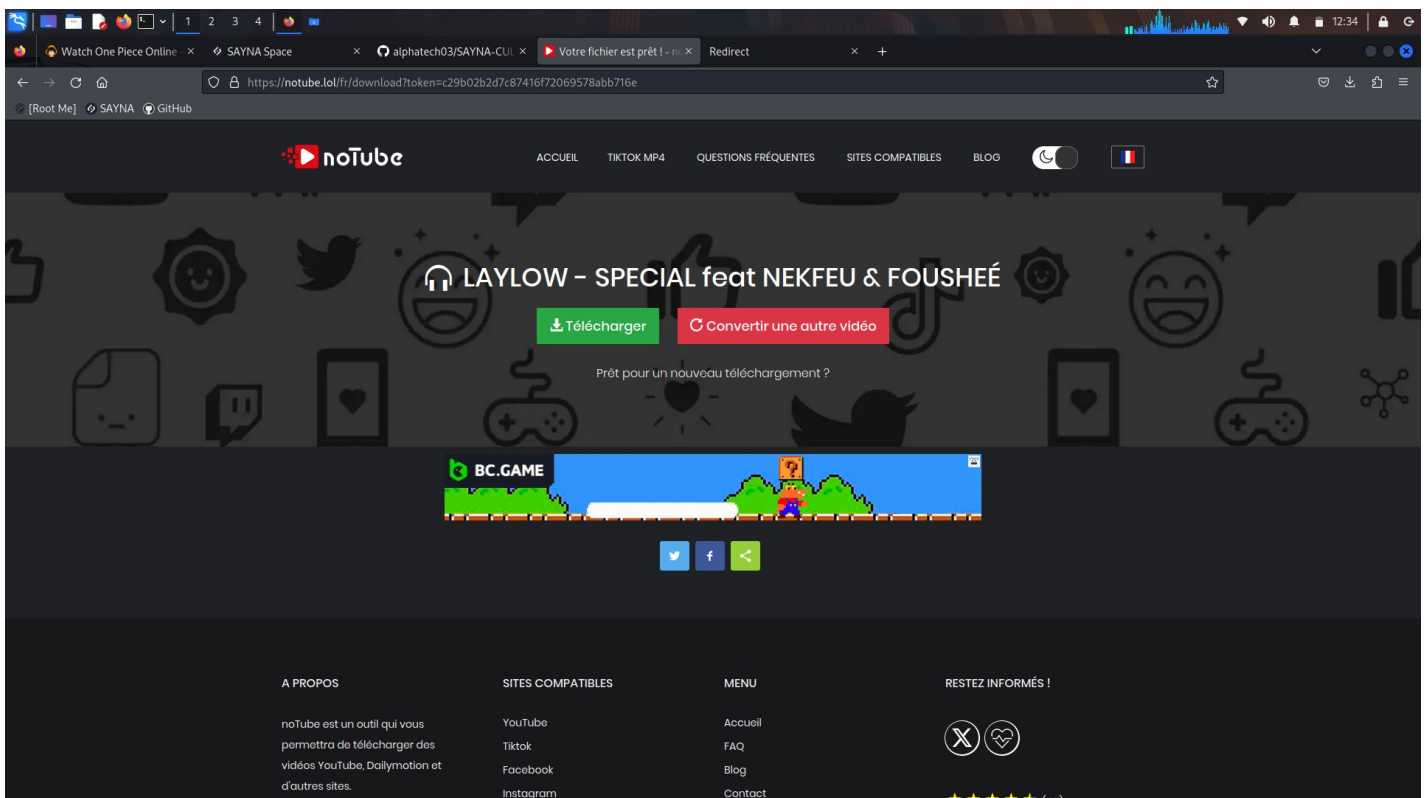 1 2 3 4
12:34
Watch One Piece Online
SAYNA Space
alphatech03/SAYNA-CUL
Votre fichier est prêt ! - no
Redirect
https://notube.lol/fr/download?token=c29b02b2d7c87416f72069578abb716e
[Root Me] SAYNA GitHub
noTube
ACCUEIL TIKTOK MP4 QUESTIONS FRÉQUENTES SITES COMPATIBLES BLOG
LAYLOW - SPECIAL feat NEKFEU & FOUSHEÉ
Télécharger
Convertir une autre vidéo
Prêt pour un nouveau téléchargement ?
BC.GAME
A PROPOS
noTube est un outil qui vous
permettra de télécharger des
vidéos YouTube, Dailymotion et
d'autres sites.
SITES COMPATIBLES
YouTube
Tiktok
Facebook
Instagram
MENU
Accueil
FAQ
Blog
Contact
RESTEZ INFORMÉS !